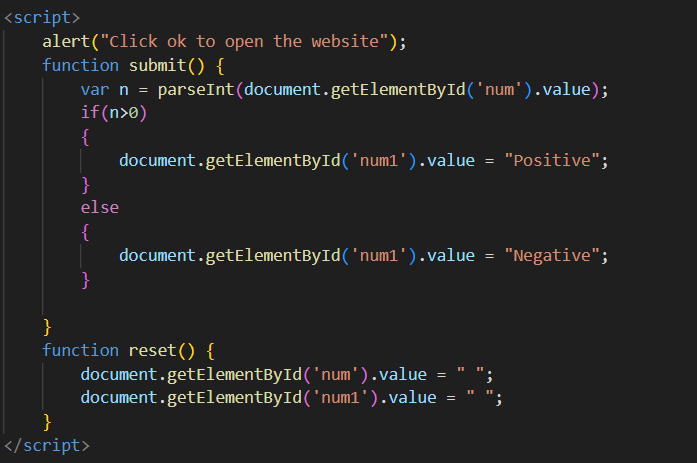 <script>
alert("Click ok to open the website");
function submit() {
var n = parseInt(document.getElementById('num').value);
if(n>0)
{
document.getElementById('num1').value = "Positive";
}
else
{
document.getElementById('num1').value = "Negative";
}
}
function reset() {
document.getElementById('num').value = " ";
document.getElementById('num1').value = " ";
}
</script>